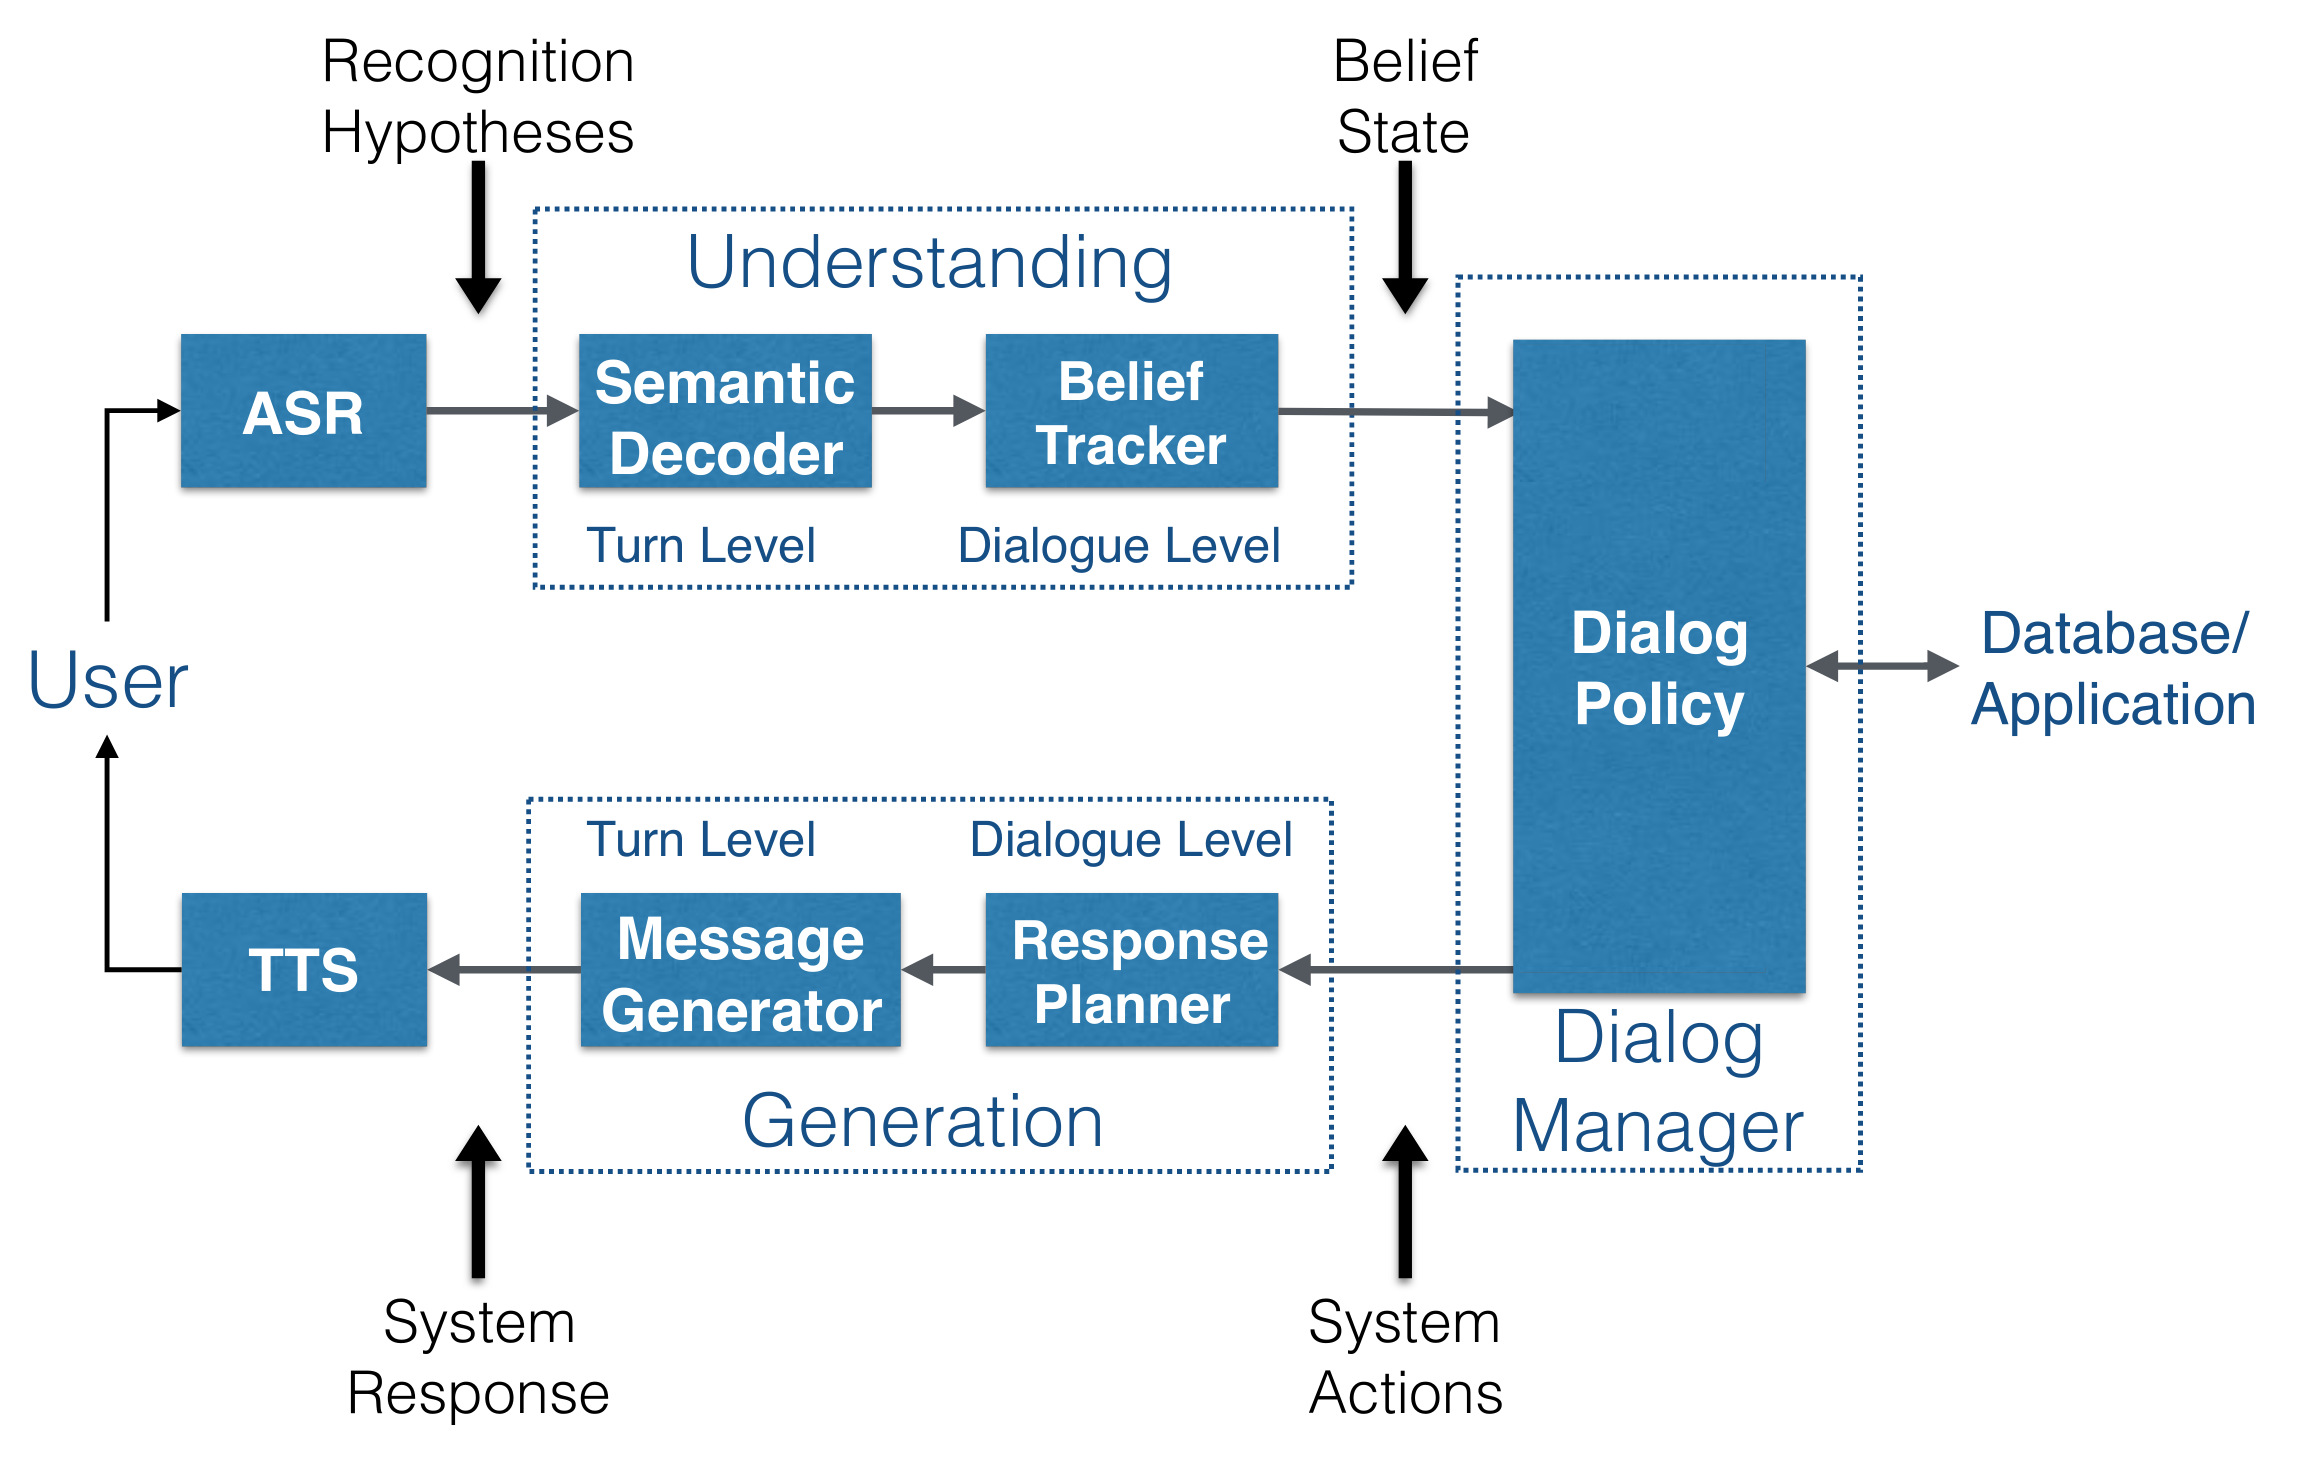 Recognition
Hypotheses
Belief
State
Understanding
ASR
Semantic
Decoder
Belief
Tracker
Turn Level
Dialogue Level
User
Dialog
Policy
Database/
Application
Turn Level
Dialogue Level
TTS
Message
Generator
Response
Planner
Generation
Dialog
Manager
System
Response
System
Actions